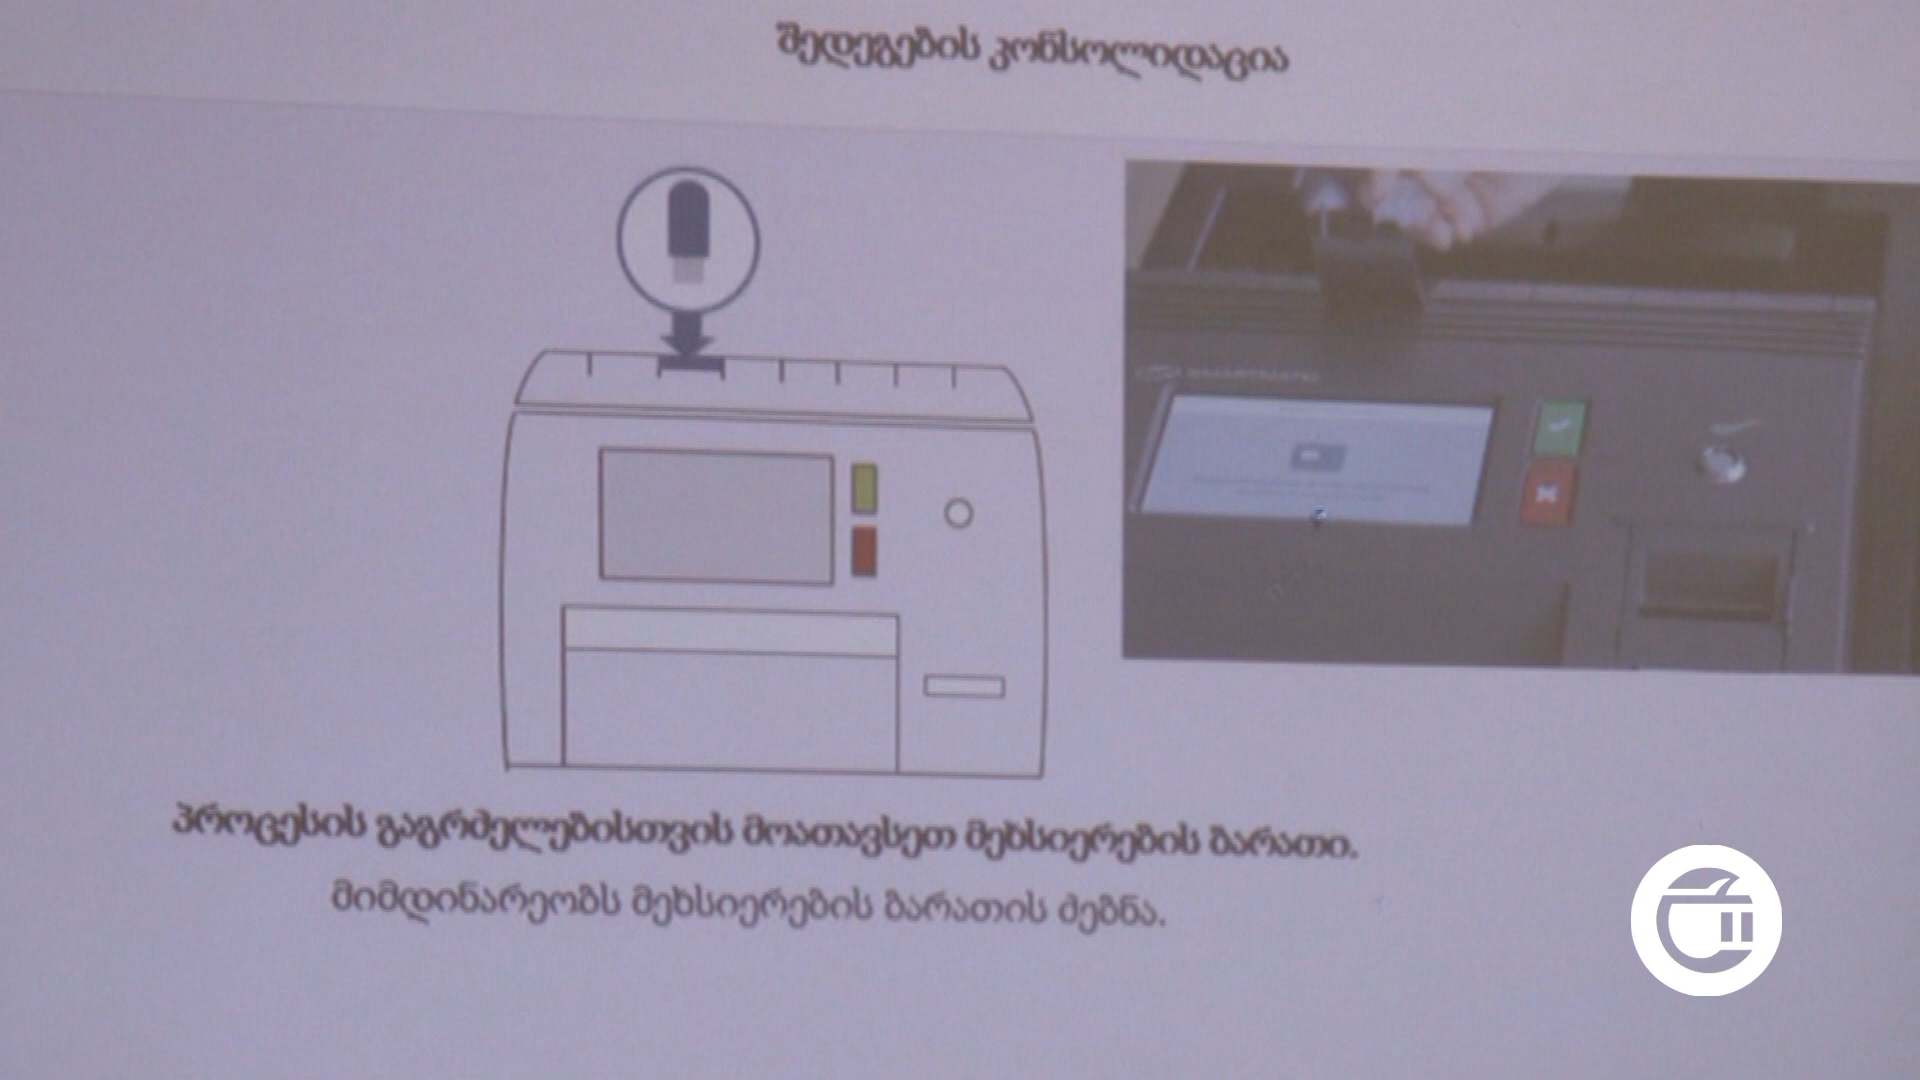 შედეგების კონსოლიდაცია
პროცესის გაგრძელებისთვის მოათავსეთ მეხსიერების ბარათი.
მიმდინარეობს მეხსიერების ბარათის ძებნა.